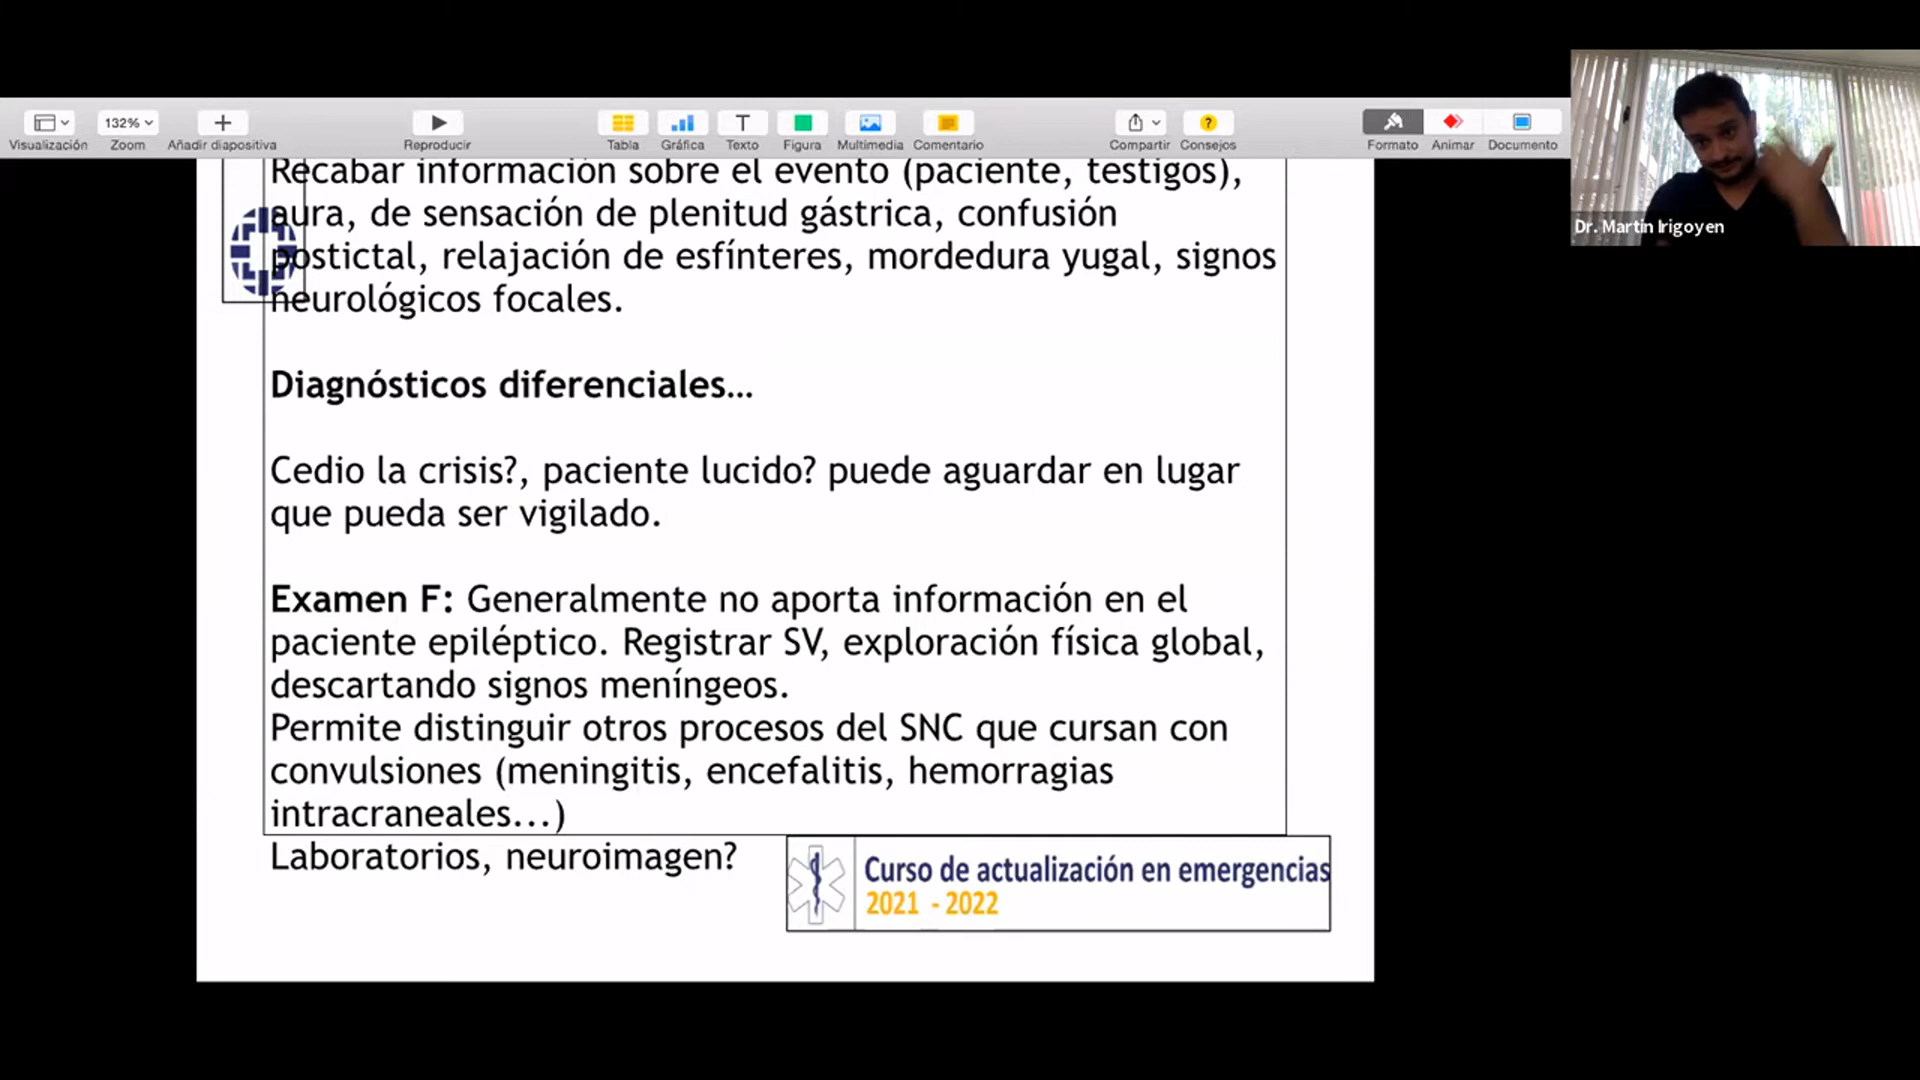 Visualización
132%
Zoom
Añadir diapositiva
Reproducir
Tabla
Gráfica
T
Texto
Figura
Multimedia
Comentario
Compartir
?
Consejos
Formato
Animar
Documento
Dr. Martin Irigoyen
Recabar información sobre el evento (paciente, testigos),
aura, de sensación de plenitud gástrica, confusión
postictal, relajación de esfínteres, mordedura yugal, signos
neurológicos focales.
Diagnósticos diferenciales...
Cedio la crisis?, paciente lucido? puede aguardar en lugar
que pueda ser vigilado.
Examen F: Generalmente no aporta información en el
paciente epiléptico. Registrar SV, exploración física global,
descartando signos meníngeos.
Permite distinguir otros procesos del SNC que cursan con
convulsiones (meningitis, encefalitis, hemorragias
intracraneales...)
Laboratorios, neuroimagen?
Curso de actualización en emergencias
2021 - 2022